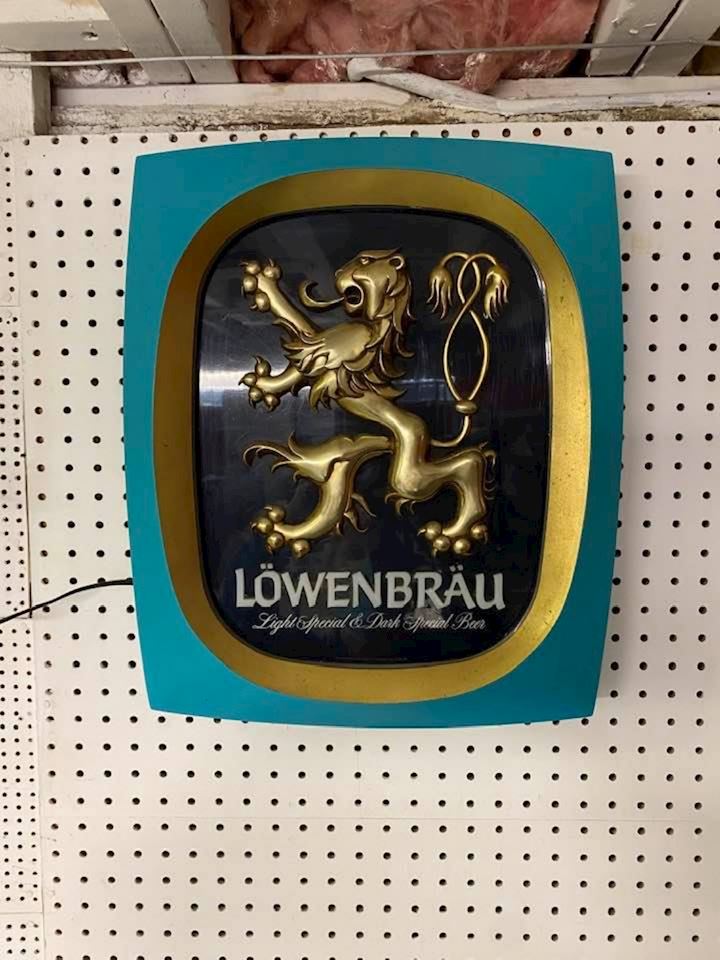 LÖWENBRÄU
Light Special & Dark Special Beer